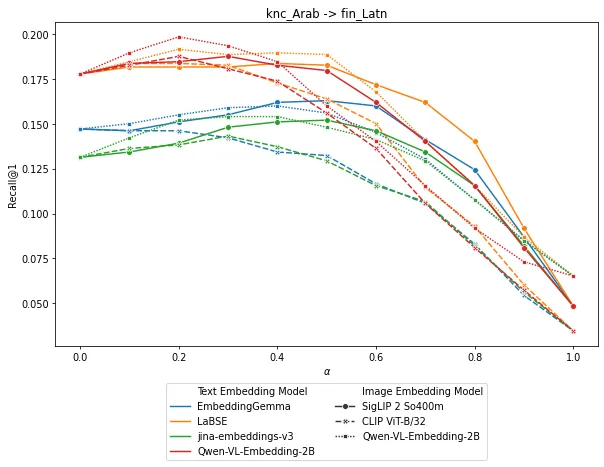 knc_Arab -> fin_Latn
Recall@1
0.200
0.175
0.150
0.125
0.100
0.075
0.050
0.0 0.2 0.4 0.6 0.8 1.0
α
Text Embedding Model Image Embedding Model
EmbeddingGemma SigLIP 2 So400m
LaBSE CLIP ViT-B/32
jina-embeddings-v3 Qwen-VL-Embedding-2B
Qwen-VL-Embedding-2B